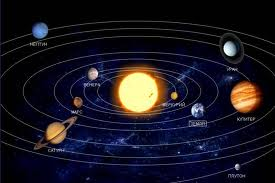 НЕПТУН
УРАН
ВЕНЕРА
МЕРКУРИЙ
МАРС
ЗЕМЛЯ
ЮПИТЕР
САТУРН
ПЛУТОН